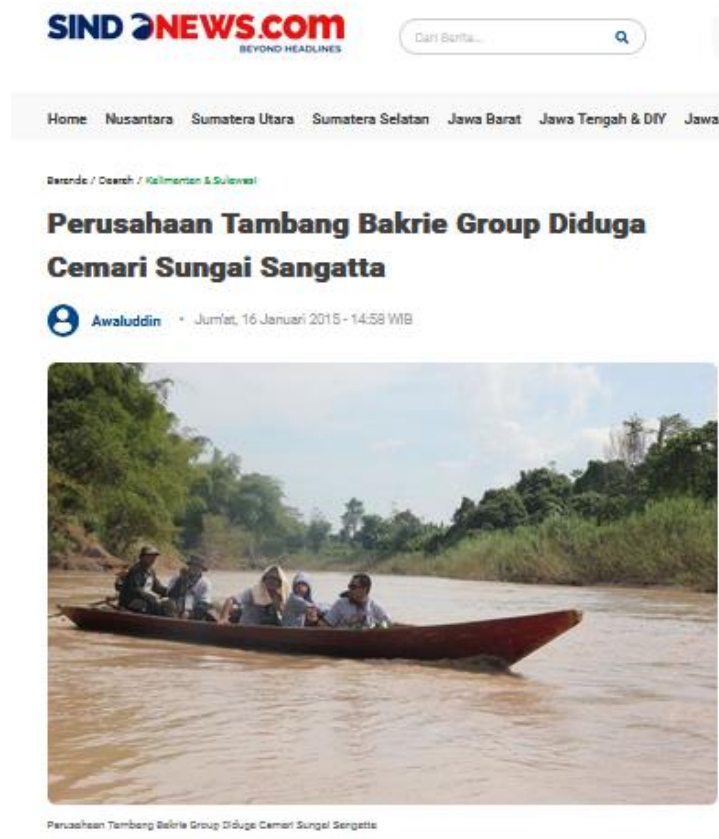 SINDONEWS.COM
BEYOND HEADLINES
Cari Berita...
Home Nusantara Sumatera Utara Sumatera Selatan Jawa Barat Jawa Tengah & DIY Jawa
Beranda / Daerah / Kalimantan & Sulawesi
Perusahaan Tambang Bakrie Group Diduga
Cemari Sungai Sangatta
Awaluddin • Jum'at, 16 Januari 2015 - 14:58 WIB
Perusahaan Tambang Bakrie Group Diduga Cemari Sungai Sangatta